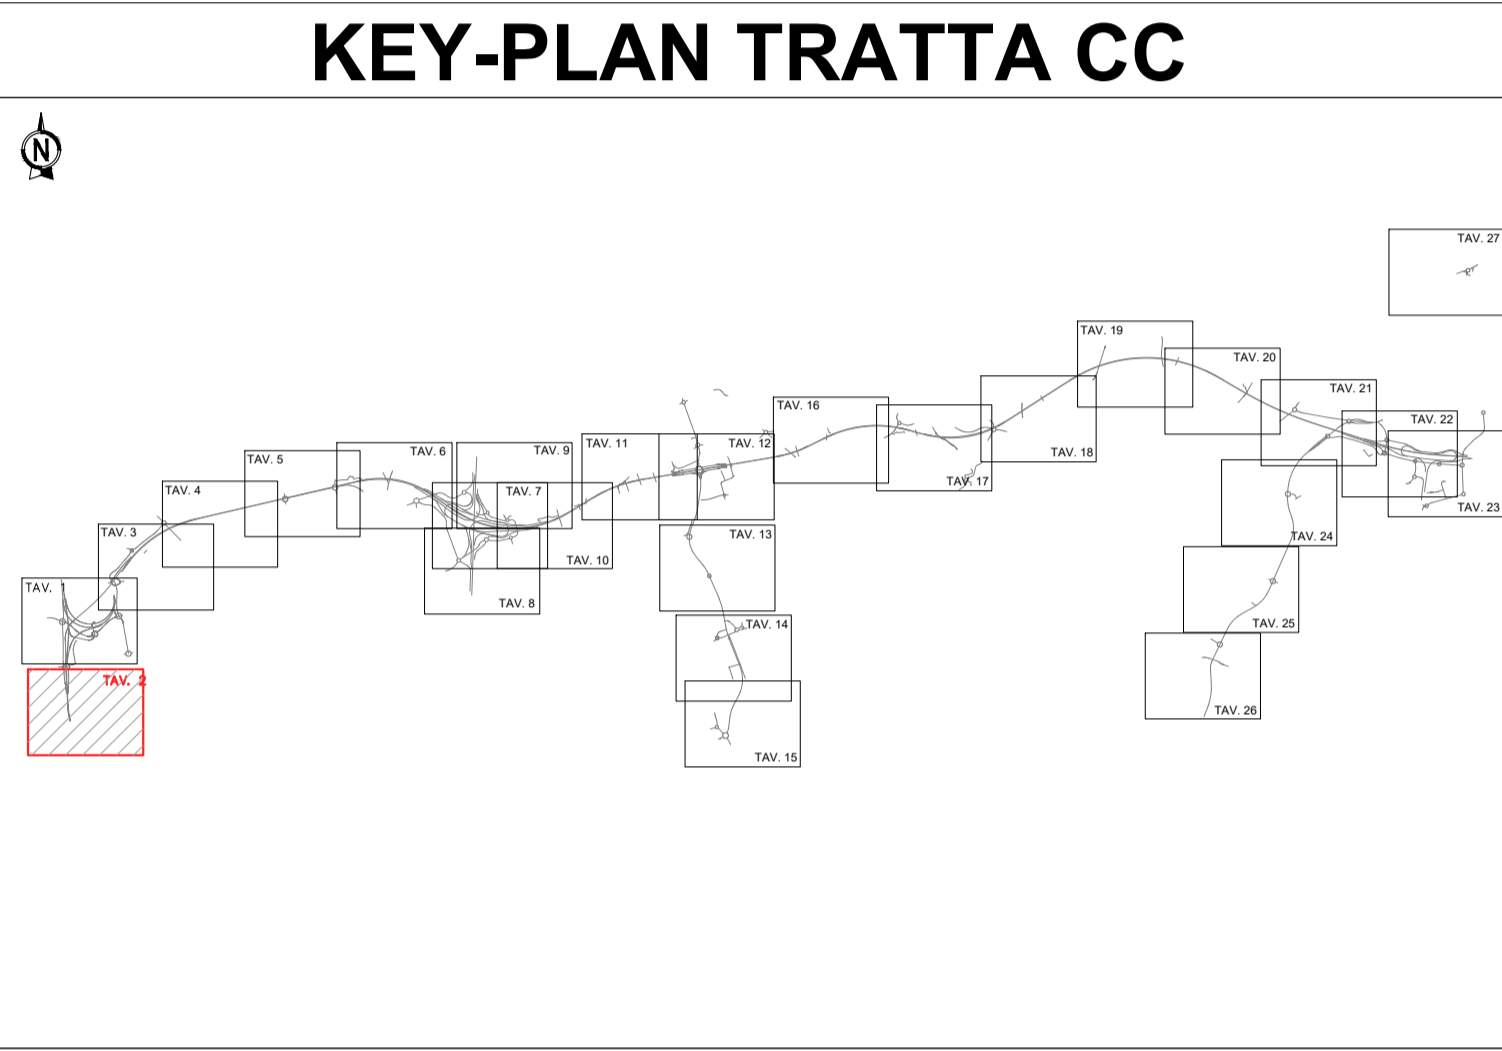 KEY-PLAN TRATTA CC
N
TAV. 27
TAV. 19
TAV. 20
TAV. 21
TAV. 16
TAV. 22
TAV. 11
TAV. 12
TAV. 6
TAV. 9
TAV. 5
TAV. 18
TAV. 17
TAV. 4
TAV. 7
TAV. 23
TAV. 3
TAV. 13
TAV. 24
TAV. 10
TAV. 1
TAV. 8
TAV. 14
TAV. 25
TAV. 2
TAV. 26
TAV. 15